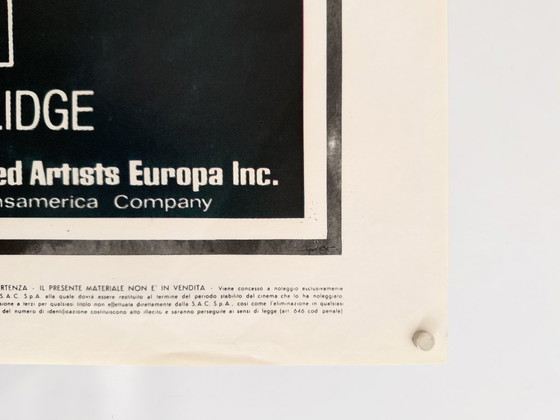 LIDGE
ed Artists Europa Inc.
nsamerica Company
RTENZA - IL PRESENTE MATERIALE NON E' IN VENDITA - Viene concesso a noleggio esclusivamente
S.A.C. S.p.A. alla quale dovrà essere restituito al termine del periodo stabilito dal cinema che lo ha noleggiato.
sione a terzi per qualsiasi titolo non effettuata direttamente dalla S.A.C. S.p.A., così come l'eliminazione in qualsiasi
del numero di identificazione costituiscono atto illecito e saranno perseguite ai sensi di legge (art. 646 cod penale)